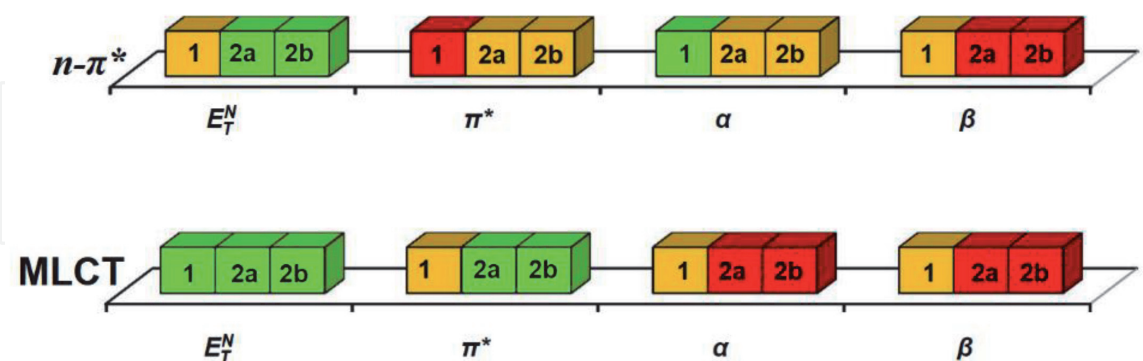 n-π* 1 2a 2b 1 2a 2b 1 2a 2b 1 2a 2b
E_T^N π* α β
MLCT 1 2a 2b 1 2a 2b 1 2a 2b 1 2a 2b
E_T^N π* α β